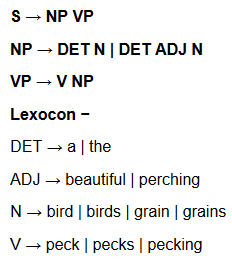 S → NP VP
NP → DET N | DET ADJ N
VP → V NP
Lexocon −
DET → a | the
ADJ → beautiful | perching
N → bird | birds | grain | grains
V → peck | pecks | pecking